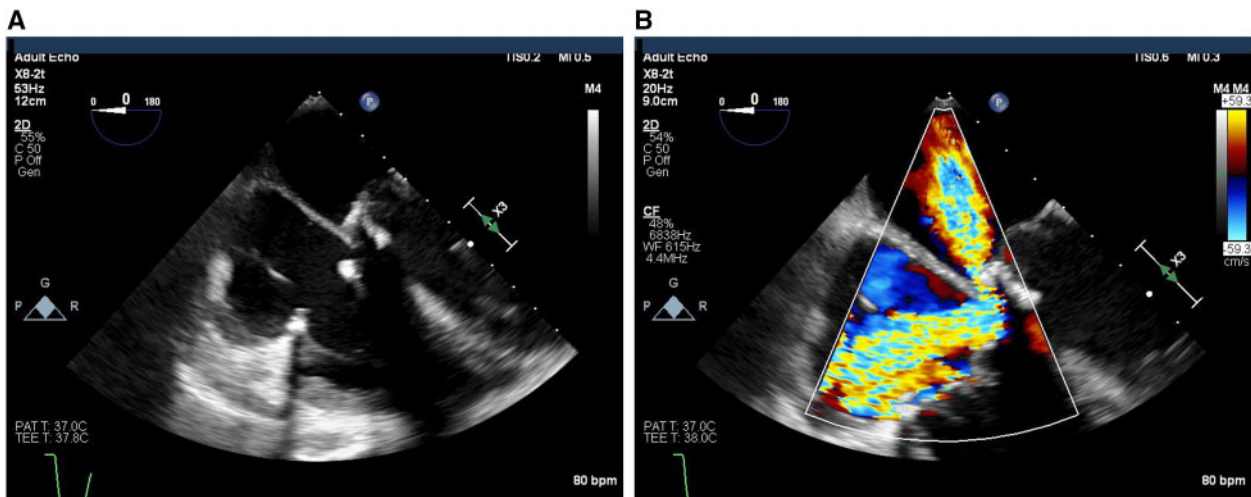 A
Adult Echo
TIS0.2 MI 0.5
X8-2t
53Hz
12cm
0 0 180
P
M4
2D
55%
C 50
P Off
Gen
X3
G
P R
PAT T: 37.0C
TEE T: 37.8C
80 bpm
B
Adult Echo
TIS0.6 MI 0.3
X8-2t
20Hz
9.0cm
0 0 180
P
M4 M4
+59.3
2D
54%
C 50
P Off
Gen
CF
48%
6838Hz
WF 615Hz
4.4MHz
-59.3
cm/s
X3
G
P R
PAT T: 37.0C
TEE T: 38.0C
80 bpm